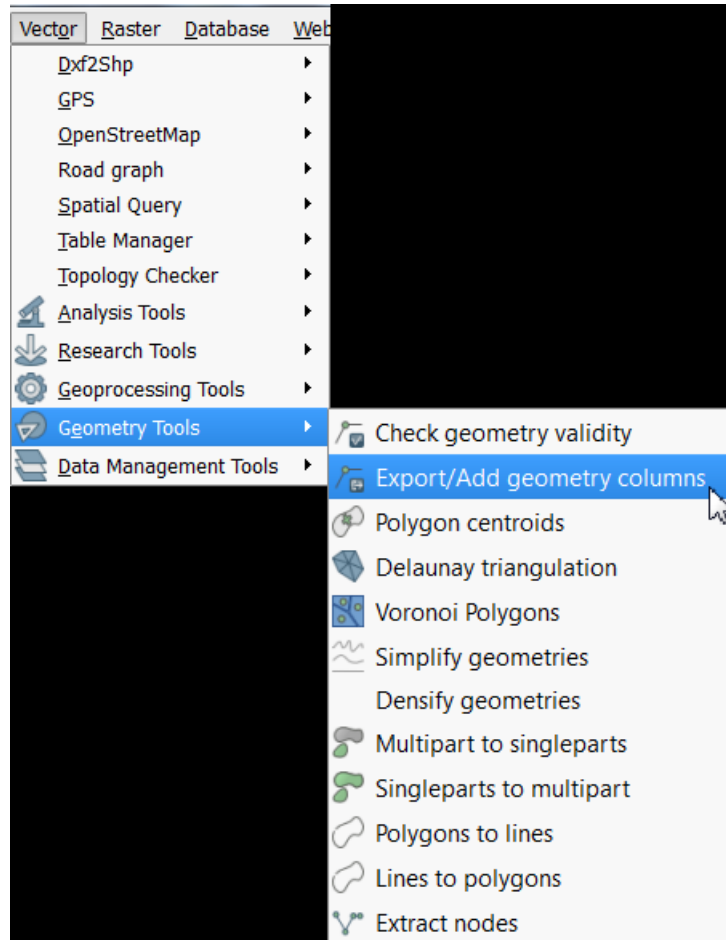 Vector Raster Database Web
Dxf2Shp
GPS
OpenStreetMap
Road graph
Spatial Query
Table Manager
Topology Checker
Analysis Tools
Research Tools
Geoprocessing Tools
Geometry Tools
Data Management Tools
Check geometry validity
Export/Add geometry columns
Polygon centroids
Delaunay triangulation
Voronoi Polygons
Simplify geometries
Densify geometries
Multipart to singleparts
Singleparts to multipart
Polygons to lines
Lines to polygons
Extract nodes